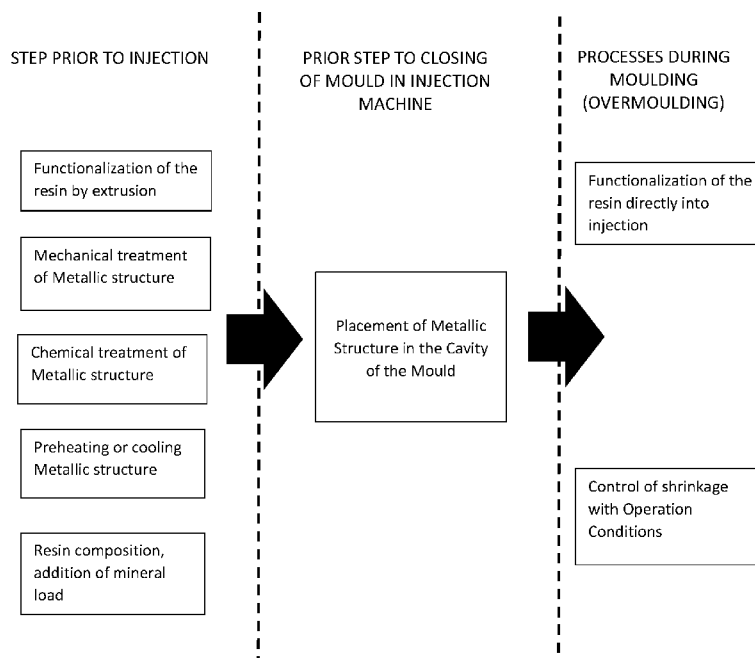 STEP PRIOR TO INJECTION
Functionalization of the
resin by extrusion
Mechanical treatment
of Metallic structure
Chemical treatment of
Metallic structure
Preheating or cooling
Metallic structure
Resin composition,
addition of mineral
load
PRIOR STEP TO CLOSING
OF MOULD IN INJECTION
MACHINE
Placement of Metallic
Structure in the Cavity
of the Mould
PROCESSES DURING
MOULDING
(OVERMOULDING)
Functionalization of the
resin directly into
injection
Control of shrinkage
with Operation
Conditions